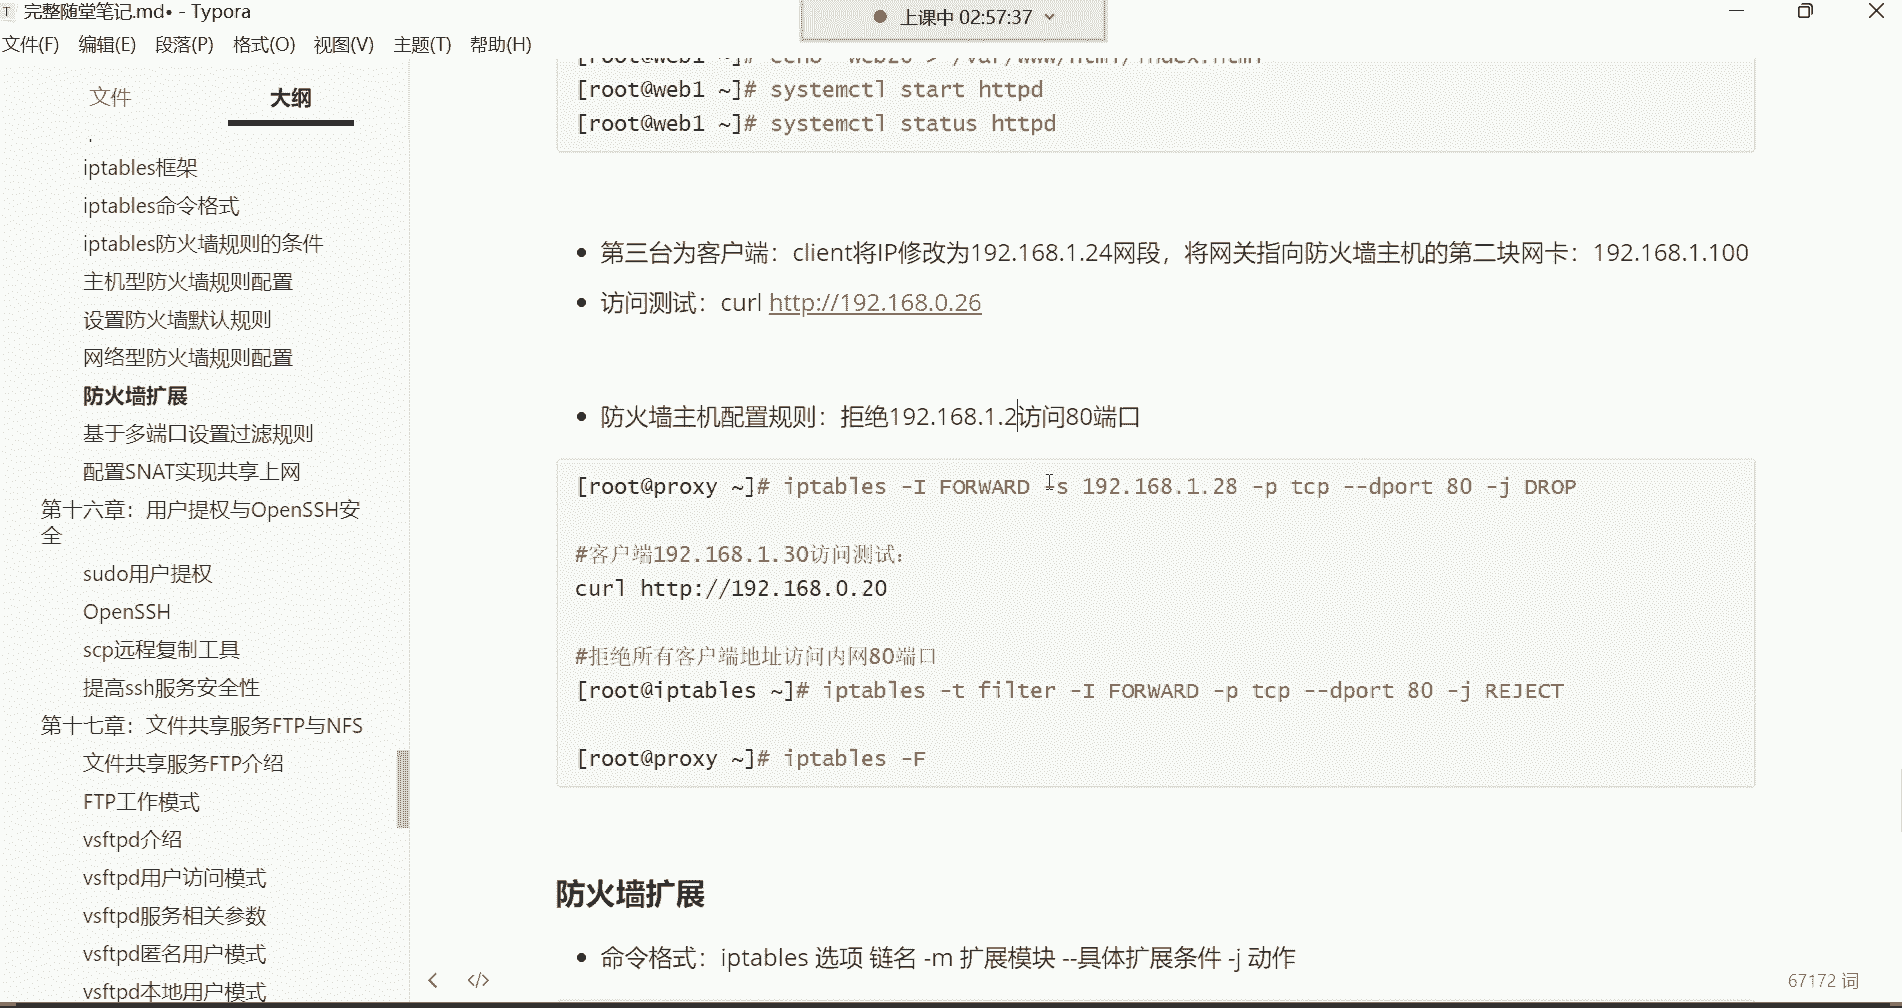 完整随堂笔记.md• - Typora
上课中 02:57:37
文件(F) 编辑(E) 段落(P) 格式(O) 视图(V) 主题(T) 帮助(H)
文件 大纲
iptables框架
iptables命令格式
iptables防火墙规则的条件
主机型防火墙规则配置
设置防火墙默认规则
网络型防火墙规则配置
防火墙扩展
基于多端口设置过滤规则
配置SNAT实现共享上网
第十六章：用户提权与OpenSSH安
全
sudo用户提权
OpenSSH
scp远程复制工具
提高ssh服务安全性
第十七章：文件共享服务FTP与NFS
文件共享服务FTP介绍
FTP工作模式
vsftpd介绍
vsftpd用户访问模式
vsftpd服务相关参数
vsftpd匿名用户模式
vsftpd本地用户模式
[root@web1 ~]# systemctl start httpd
[root@web1 ~]# systemctl status httpd
第三台为客户端：client将IP修改为192.168.1.24网段，将网关指向防火墙主机的第二块网卡：192.168.1.100
访问测试：curl http://192.168.0.26
防火墙主机配置规则：拒绝192.168.1.2访问80端口
[root@proxy ~]# iptables -I FORWARD -s 192.168.1.28 -p tcp --dport 80 -j DROP
#客户端192.168.1.30访问测试：
curl http://192.168.0.20
#拒绝所有客户端地址访问内网80端口
[root@iptables ~]# iptables -t filter -I FORWARD -p tcp --dport 80 -j REJECT
[root@proxy ~]# iptables -F
防火墙扩展
命令格式：iptables 选项 链名 -m 扩展模块 --具体扩展条件 -j 动作
67172 词